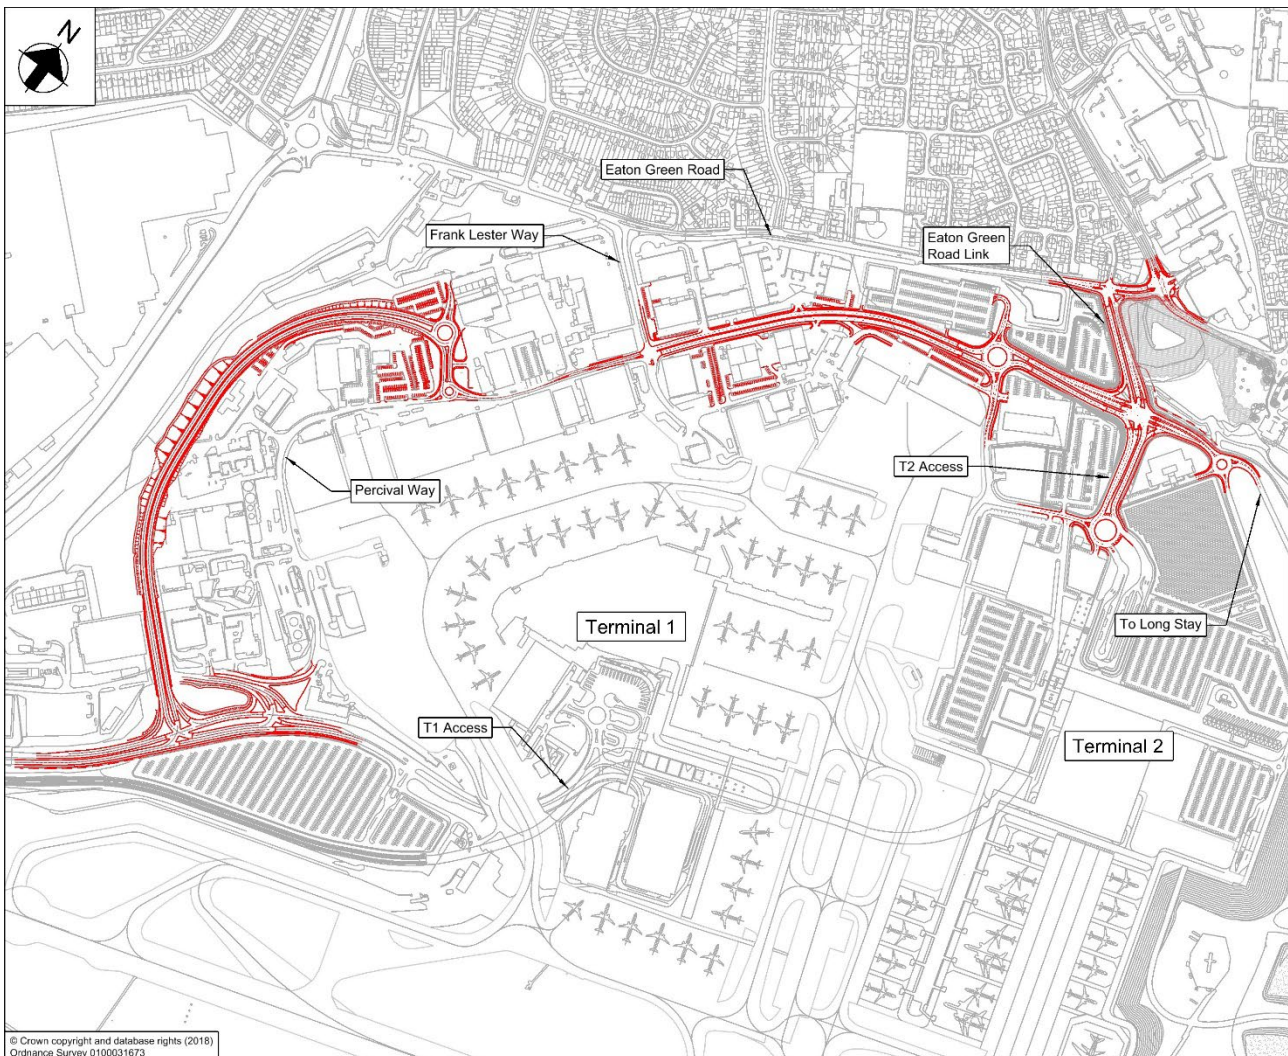 N
Eaton Green Road
Frank Lester Way
Eaton Green
Road Link
Percival Way
T2 Access
Terminal 1
To Long Stay
T1 Access
Terminal 2
© Crown copyright and database rights (2018)
Ordnance Survey 0100031673